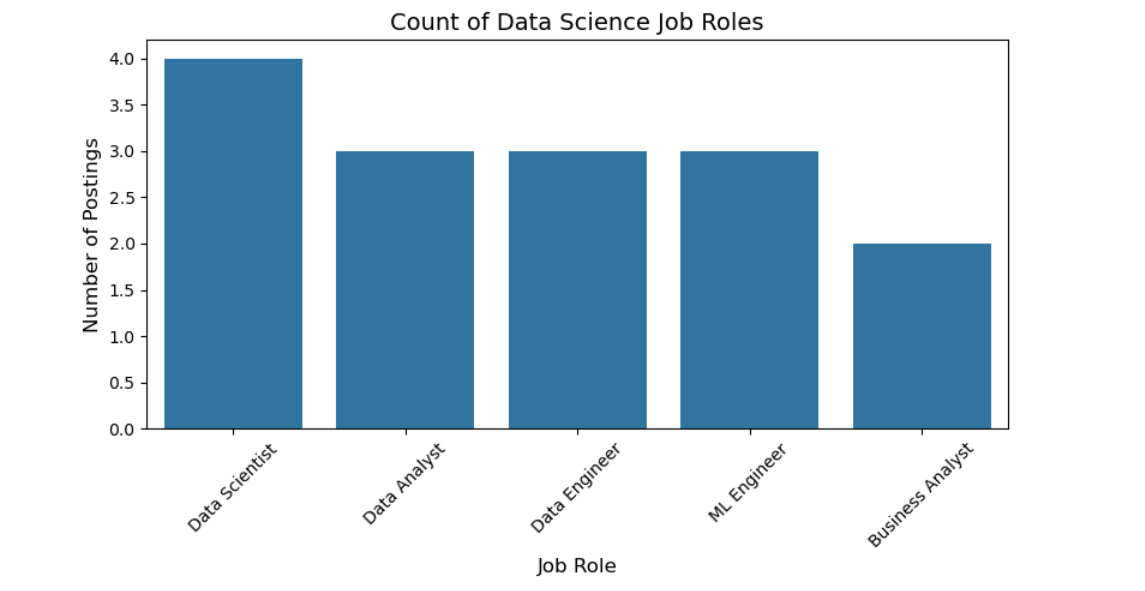 Count of Data Science Job Roles
Number of Postings
4.0
3.5
3.0
2.5
2.0
1.5
1.0
0.5
0.0
Data Scientist
Data Analyst
Data Engineer
ML Engineer
Business Analyst
Job Role